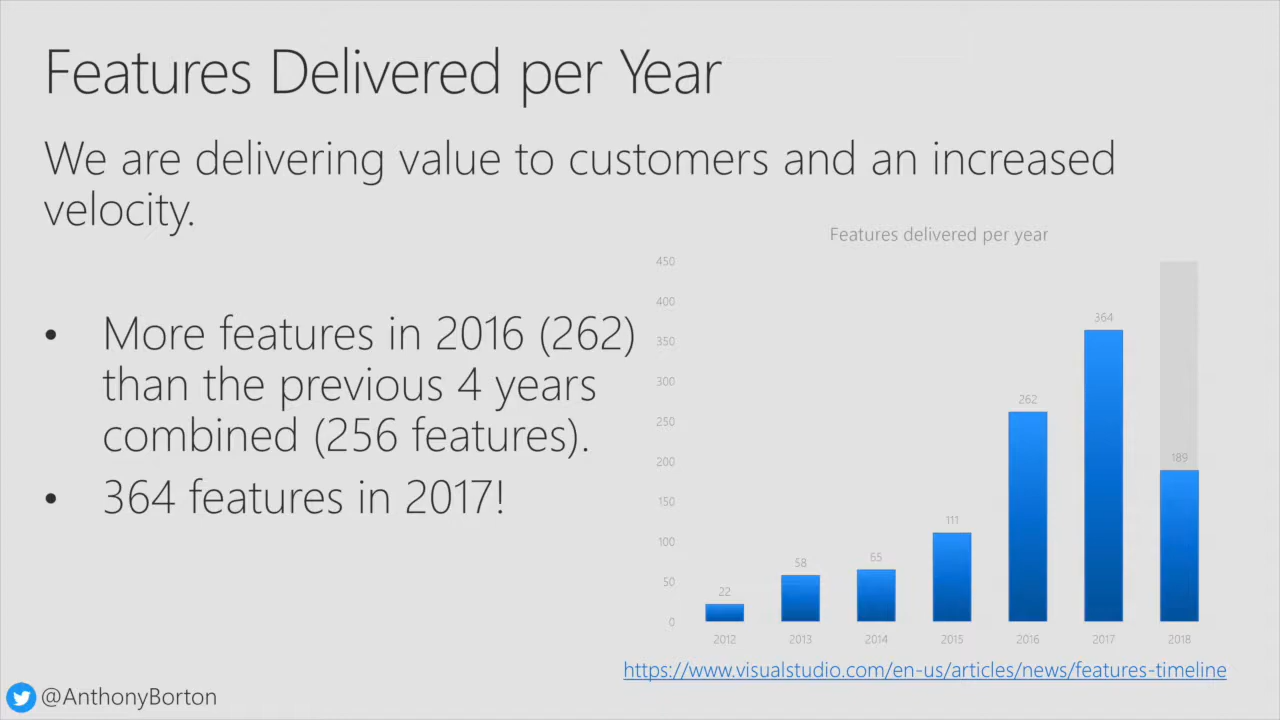 Features Delivered per Year
We are delivering value to customers and an increased
velocity.
• More features in 2016 (262)
than the previous 4 years
combined (256 features).
• 364 features in 2017!
Features delivered per year
450
400
350
300
250
200
150
100
50
0
22
58
65
111
262
364
189
2012 2013 2014 2015 2016 2017 2018
https://www.visualstudio.com/en-us/articles/news/features-timeline
@AnthonyBorton